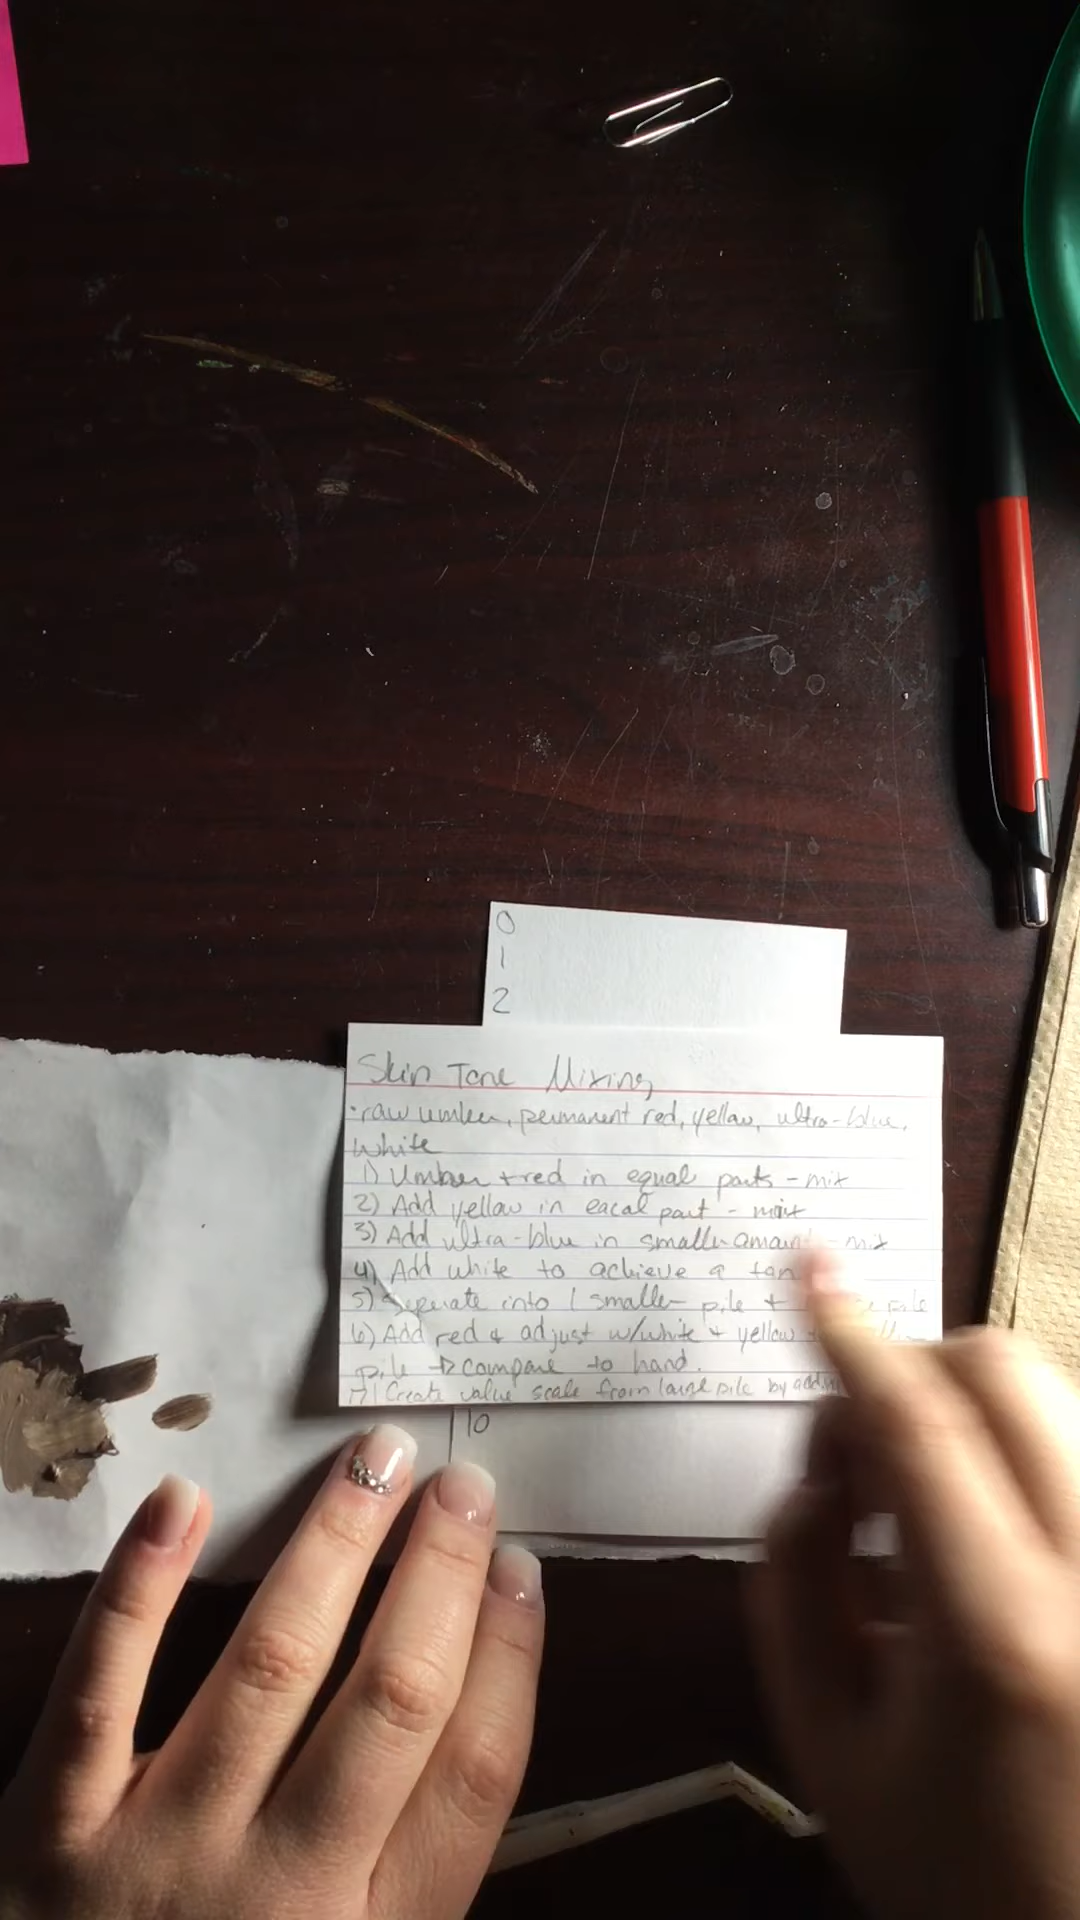 0
1
2
Skin Tone Mixing
•raw umber, permanent red, yellow, ultra-blue,
white
1) Umber + red in equal parts - mix
2) Add yellow in eacal part - mix
3) Add ultra-blue in smaller amount - mix
4) Add white to achieve a tan
5) Seperate into 1 smaller pile + pile
6) Add red & adjust w/white & yellow
pile → compare to hand.
7) Create value scale from large pile by adding
10